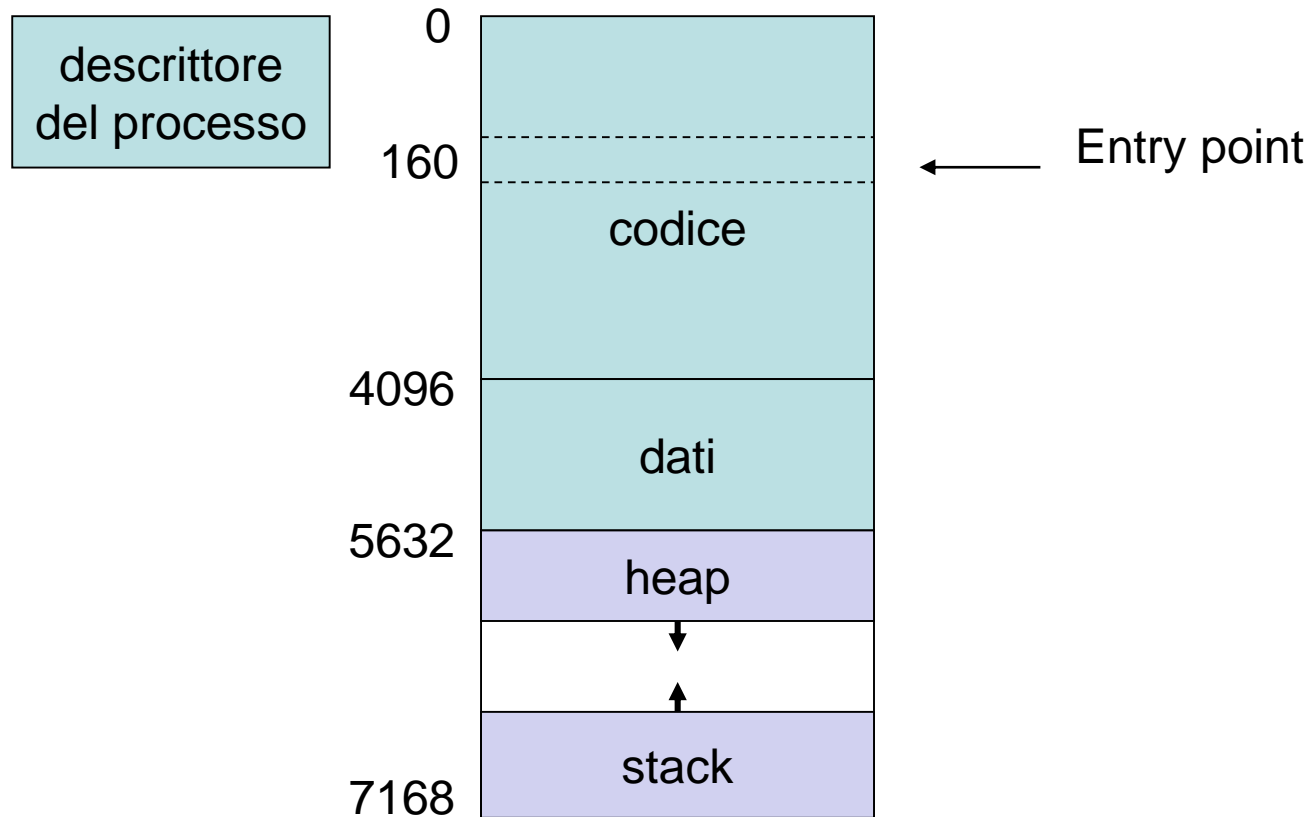 descrittore
del processo
0
160
Entry point
codice
4096
dati
5632
heap
stack
7168